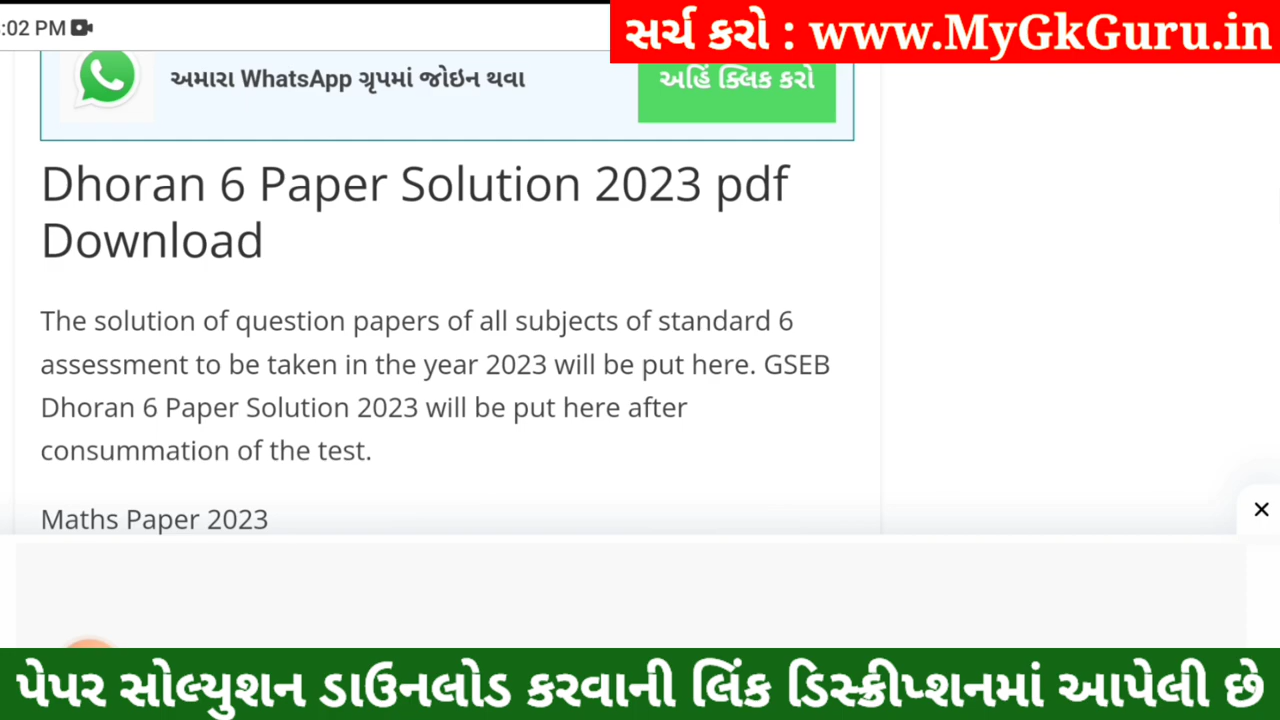 :02 PM
સર્ચ કરો : www.MyGkGuru.in
અમારા WhatsApp ગ્રૃપમાં જોઇન થવા
અહિં ક્લિક કરો
Dhoran 6 Paper Solution 2023 pdf
Download
The solution of question papers of all subjects of standard 6
assessment to be taken in the year 2023 will be put here. GSEB
Dhoran 6 Paper Solution 2023 will be put here after
consummation of the test.
Maths Paper 2023
પેપર સોલ્યુશન ડાઉનલોડ કરવાની લિંક ડિસ્ક્રીપ્શનમાં આપેલી છે